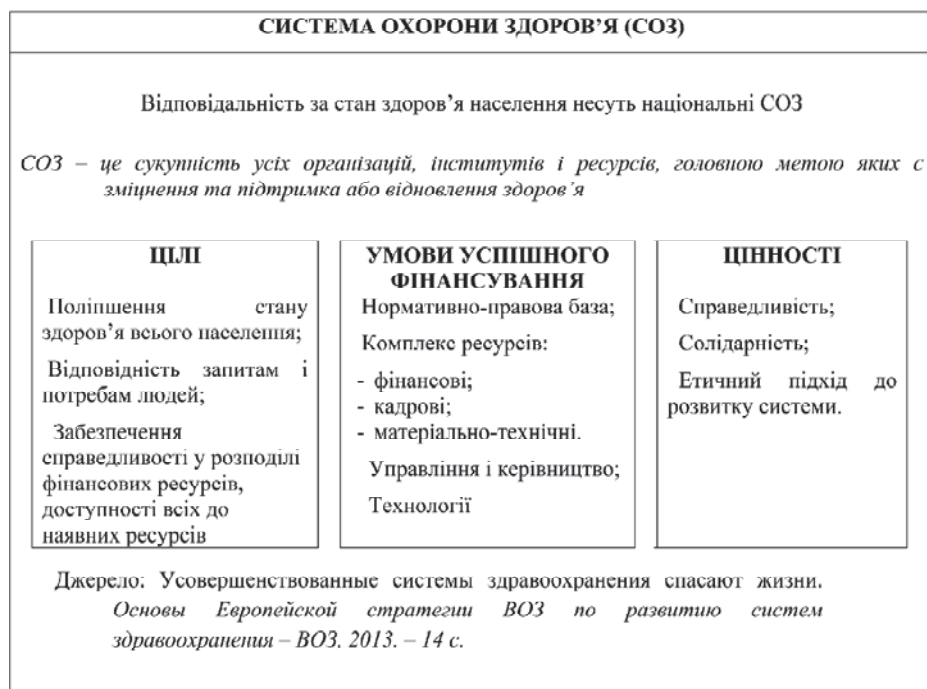 СИСТЕМА ОХОРОНИ ЗДОРОВ’Я (СОЗ)
Відповідальність за стан здоров’я населення несуть національні СОЗ
СОЗ – це сукупність усіх організацій, інститутів і ресурсів, головною метою яких є
зміцнення та підтримка або відновлення здоров’я
ЦІЛІ
Поліпшення стану
здоров’я всього населення;
Відповідність запитам і
потребам людей;
Забезпечення
справедливості у розподілі
фінансових ресурсів,
доступності всіх до
наявних ресурсів
УМОВИ УСПІШНОГО
ФІНАНСУВАННЯ
Нормативно-правова база;
Комплекс ресурсів:
- фінансові;
- кадрові;
- матеріально-технічні.
Управління і керівництво;
Технології
ЦІННОСТІ
Справедливість;
Солідарність;
Етичний підхід до
розвитку системи.
Джерело: Усовершенствованные системы здравоохранения спасают жизни.
Основы Европейской стратегии ВОЗ по развитию систем
здравоохранения – ВОЗ, 2013. – 14 с.